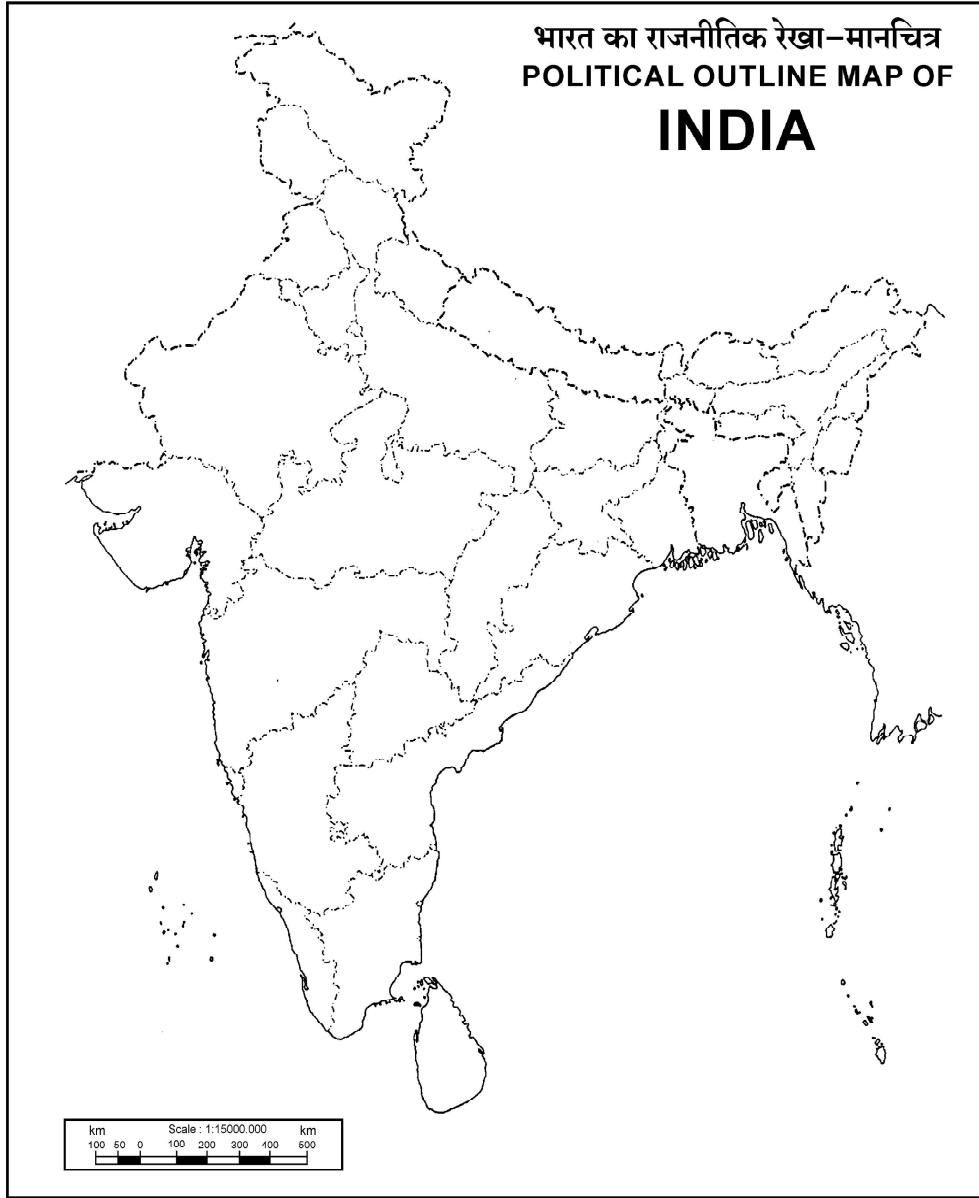 भारत का राजनीतिक रेखा–मानचित्र
POLITICAL OUTLINE MAP OF
INDIA
km Scale : 1:15000.000 km
100 50 0 100 200 300 400 500